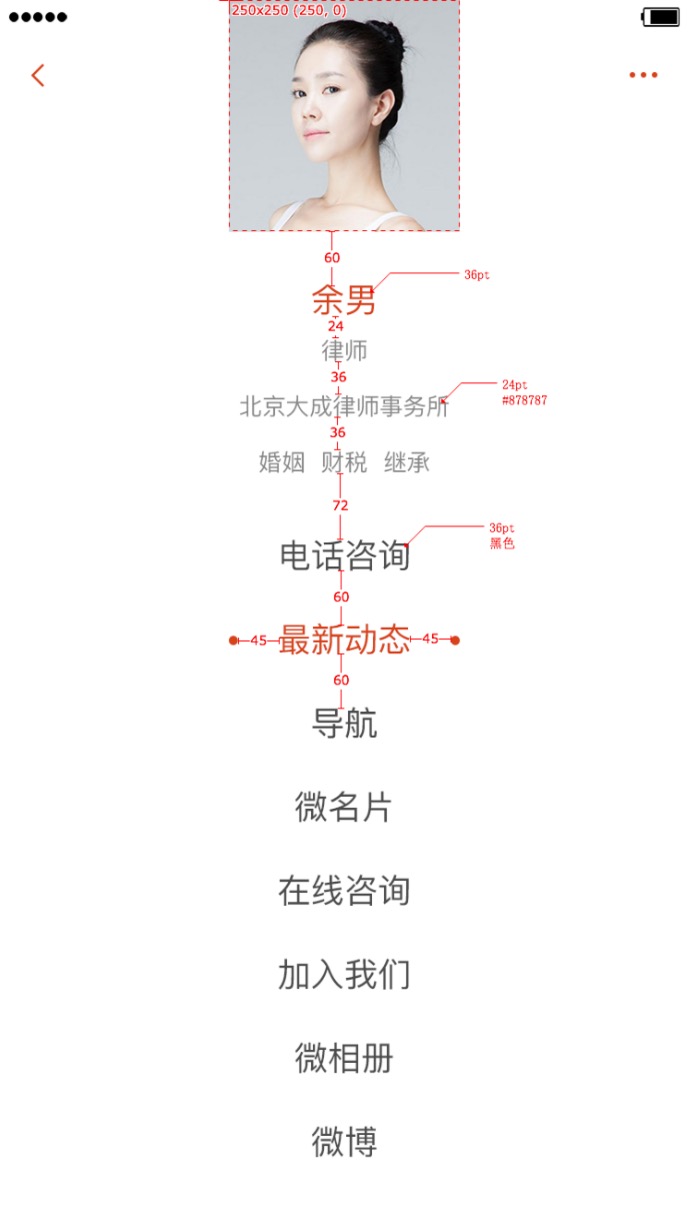 250x250 (250, 0)
60
36pt
余男
24
律师
36
24pt
#878787
北京大成律师事务所
36
婚姻 财税 继承
72
36pt
黑色
电话咨询
60
45 最新动态 45
60
导航
微名片
在线咨询
加入我们
微相册
微博